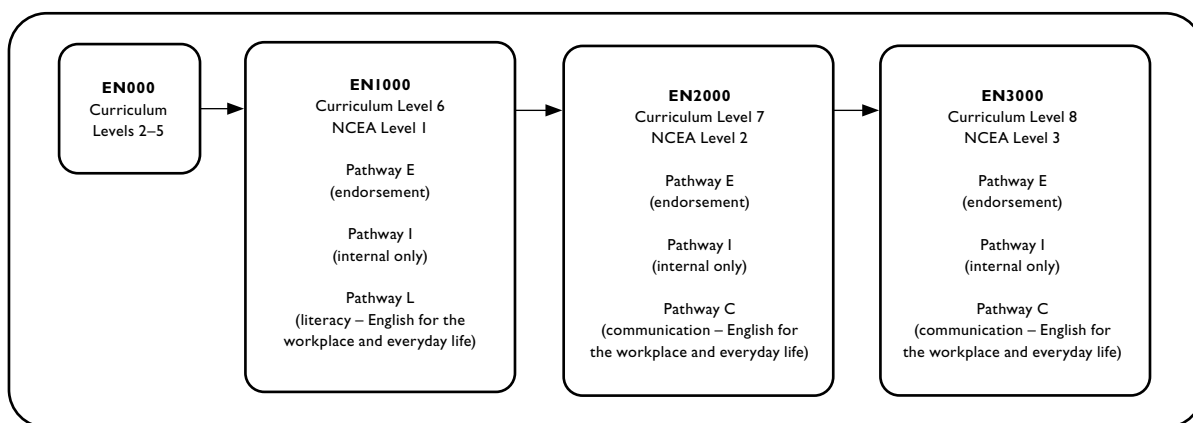 EN000
Curriculum
Levels 2–5
EN1000
Curriculum Level 6
NCEA Level 1
Pathway E
(endorsement)
Pathway I
(internal only)
Pathway L
(literacy – English for the
workplace and everyday life)
EN2000
Curriculum Level 7
NCEA Level 2
Pathway E
(endorsement)
Pathway I
(internal only)
Pathway C
(communication – English for
the workplace and everyday life)
EN3000
Curriculum Level 8
NCEA Level 3
Pathway E
(endorsement)
Pathway I
(internal only)
Pathway C
(communication – English for
the workplace and everyday life)